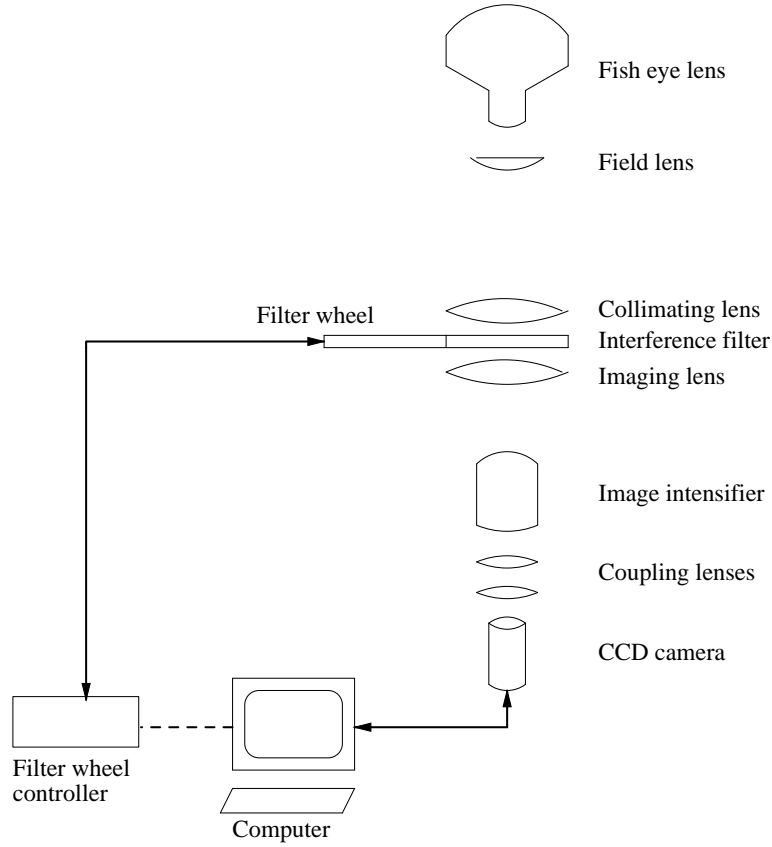 Fish eye lens
Field lens
Collimating lens
Filter wheel
Interference filter
Imaging lens
Image intensifier
Coupling lenses
CCD camera
Filter wheel
controller
Computer